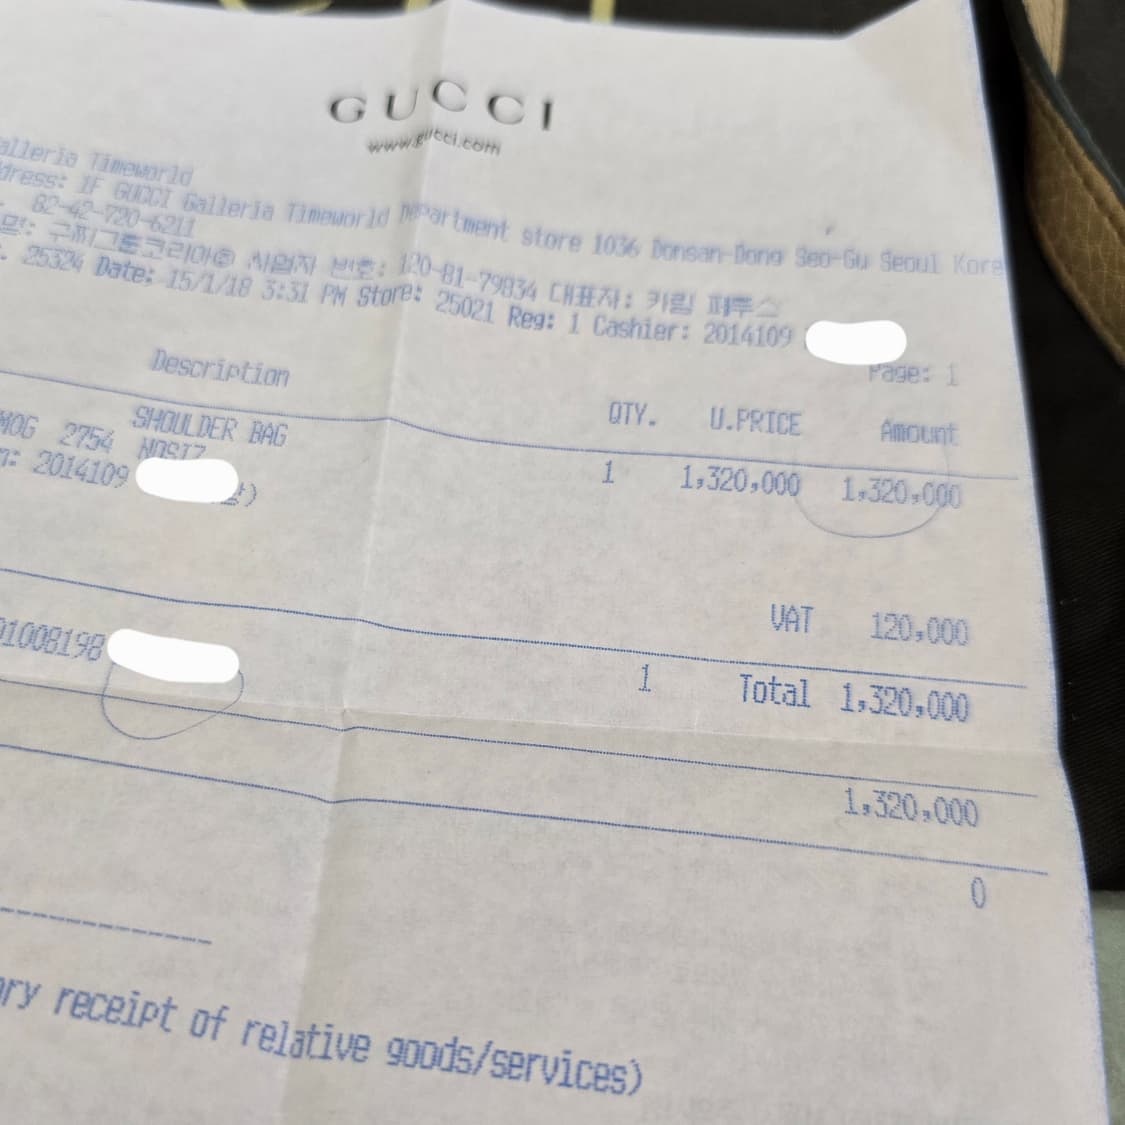 GUCCI
www.gucci.com
alleria Timeworld
dress: 1F GUCCI Galleria Timeworld Department store 1036 Donsan-Dong Seo-Gu Seoul Kore
82-42-720-6211
구찌그룹코리아㈜ 사업자 번호: 120-81-79834 대표자: 카림 페투스
25324 Date: 15/1/18 3:31 PM Store: 25021 Reg: 1 Cashier: 2014109
Page: 1
Description QTY. U.PRICE Amount
MOG 2754 SHOULDER BAG 1 1,320,000 1,320,000
: 2014109
VAT 120,000
1 Total 1,320,000
01008198
1,320,000
0
ry receipt of relative goods/services)